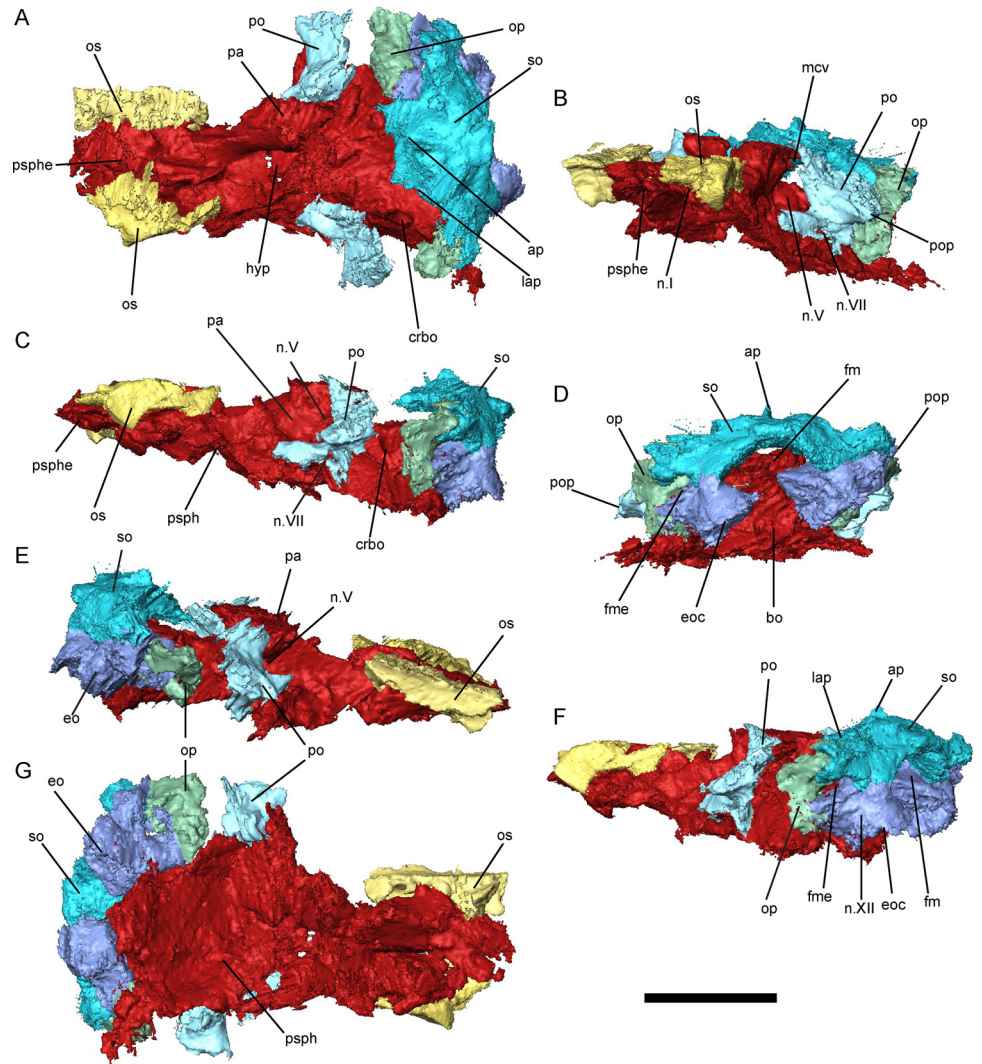 A
os
po
op
pa
so
psphe
os
hyp
ap
lap
crbo
B
mcv
os
po
op
psphe
n.I
pop
n.VII
n.V
C
pa
n.V
po
so
psphe
os
psph
n.VII
crbo
D
ap
so
fm
pop
op
pop
fme
eoc
bo
E
so
pa
n.V
os
eo
op
po
F
po
lap
ap
so
op
fme
n.XII
eoc
fm
G
eo
so
os
psph